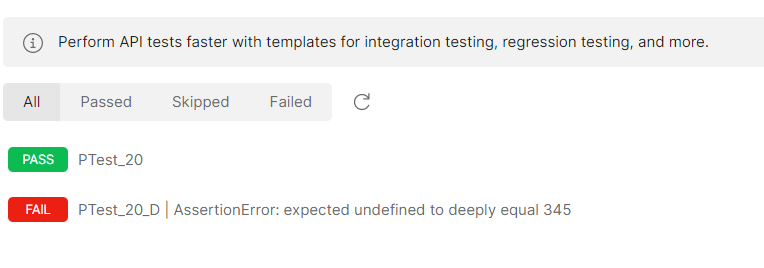 Perform API tests faster with templates for integration testing, regression testing, and more.
All Passed Skipped Failed
PASS PTest_20
FAIL PTest_20_D | AssertionError: expected undefined to deeply equal 345